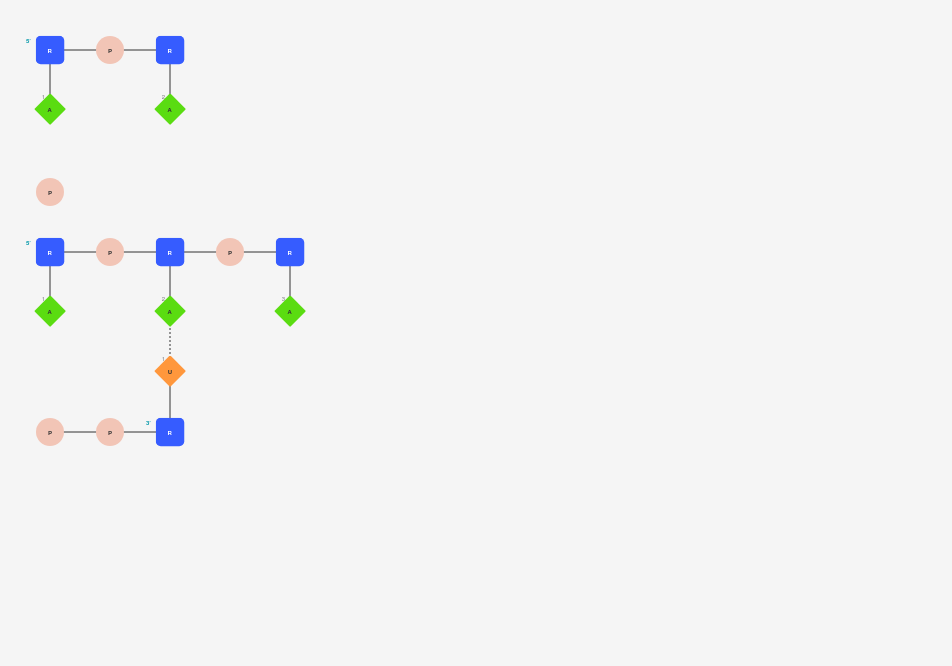 5' R P R
1 A 2 A
P
5' R P R P R
1 A 2 A 3 A
1 U
P P 3' R